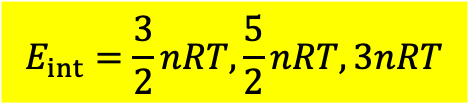 E_int = 3/2 nRT, 5/2 nRT, 3nRT